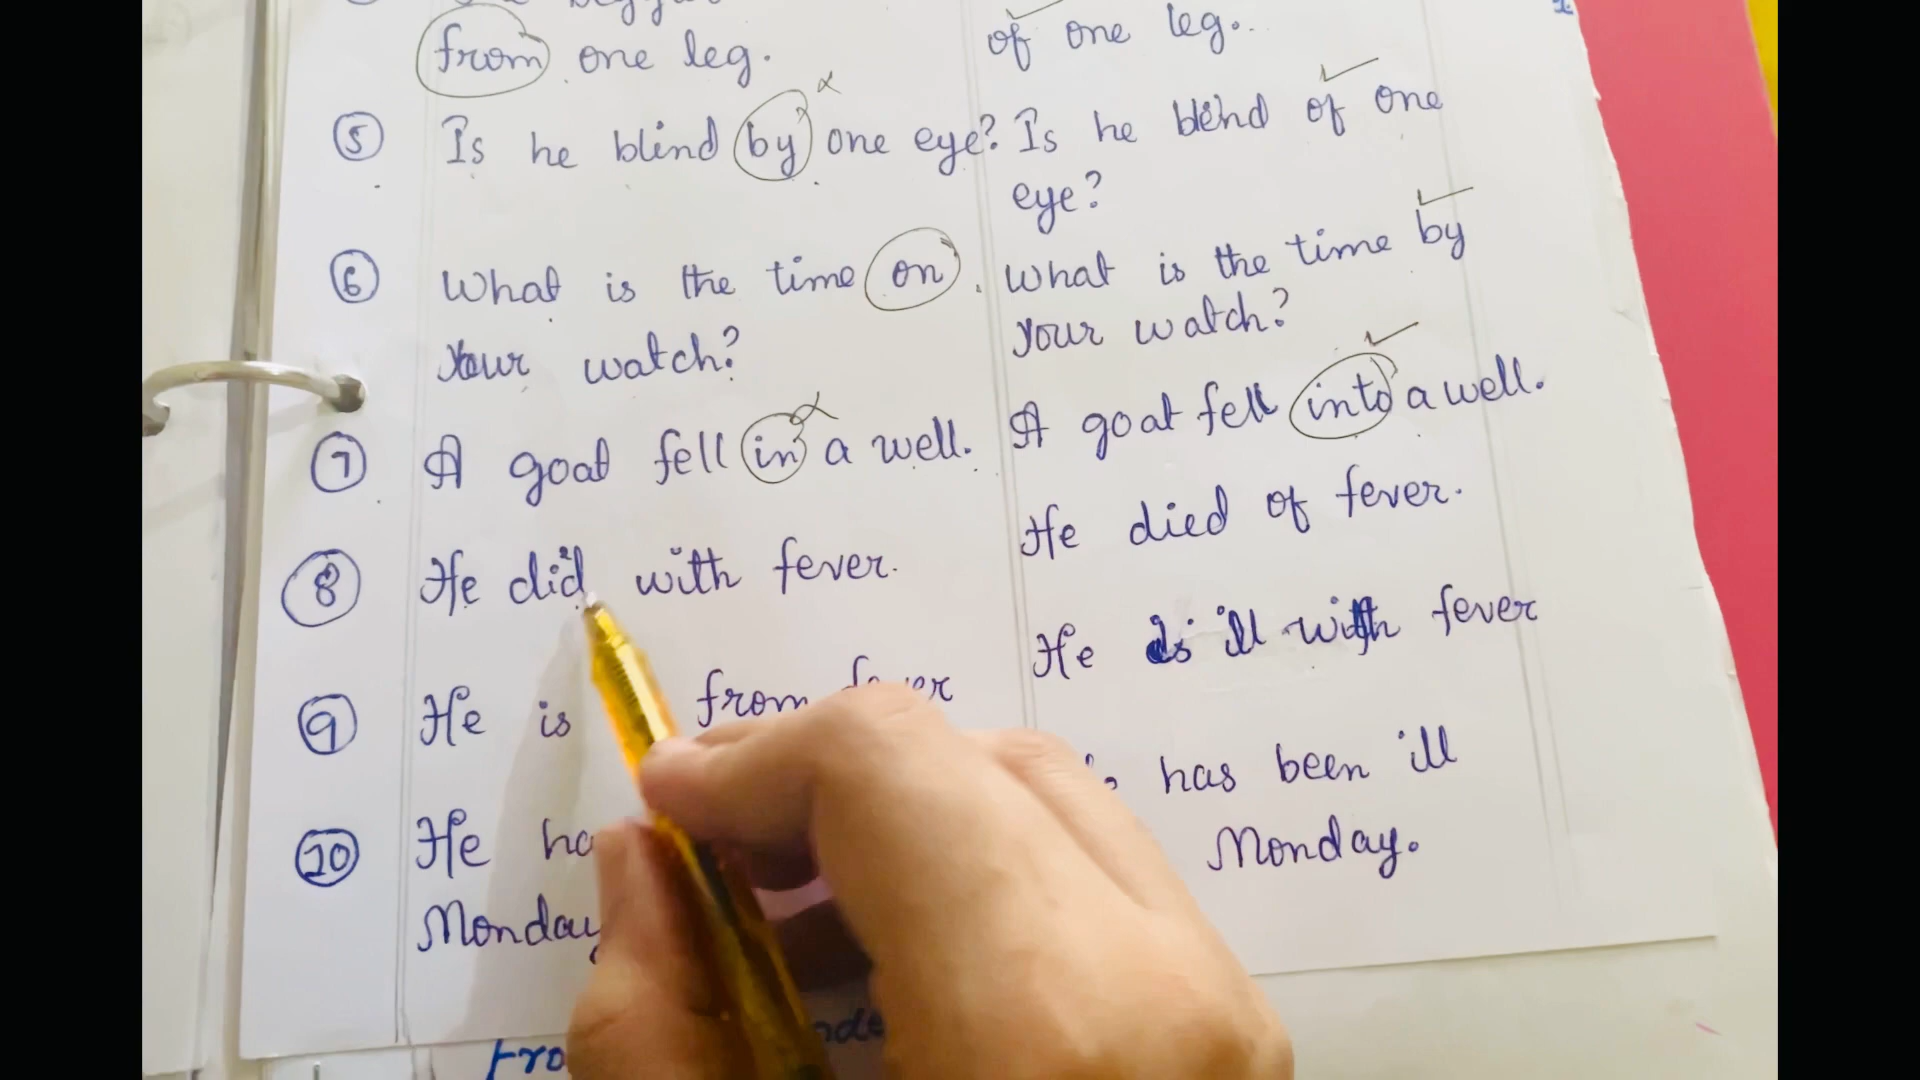 from one leg.
of one leg..
5 Is he blind by one eye?
Is he blind of one
eye?
6 What is the time on
your watch?
What is the time by
your watch?
7 A goat fell in a well.
A goat fell into a well.
8 He did with fever.
He died of fever.
9 He is from fever
He is ill with fever
10 He
Monday
has been ill
Monday.